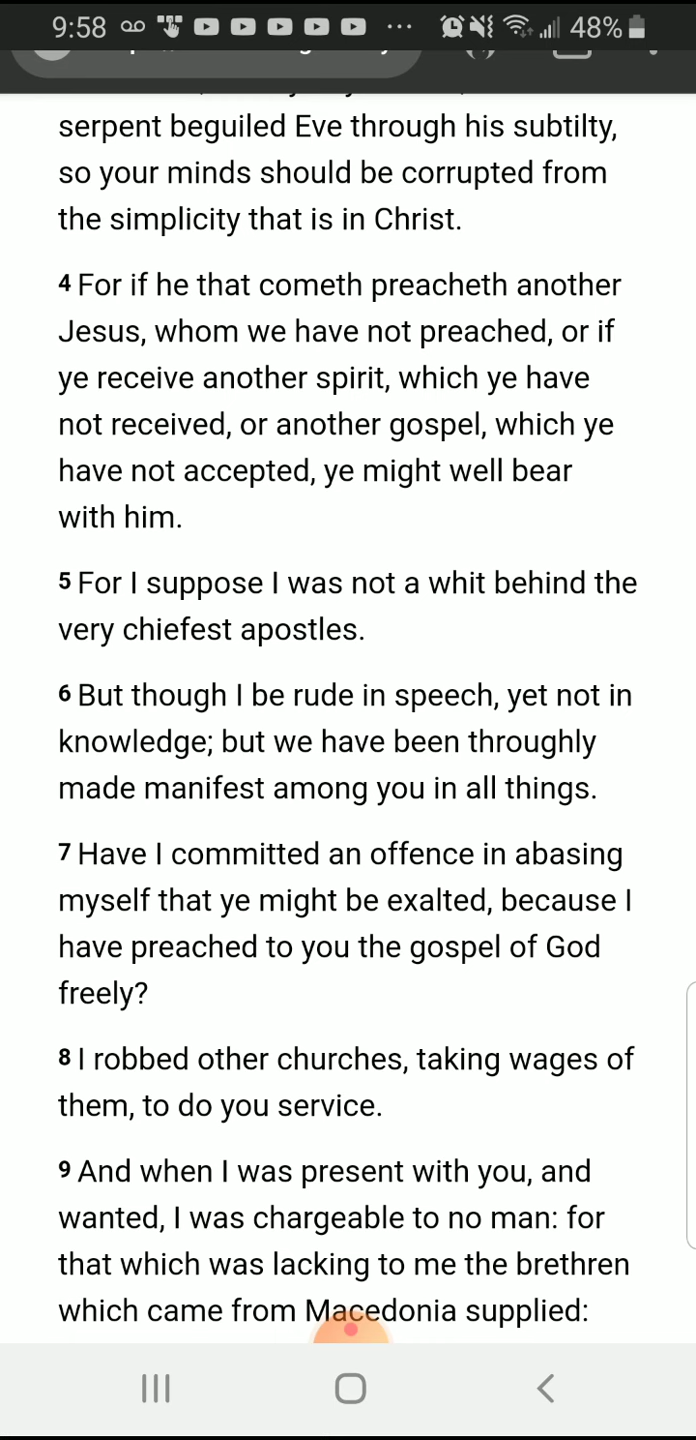 9:58 48%
serpent beguiled Eve through his subtilty,
so your minds should be corrupted from
the simplicity that is in Christ.
4 For if he that cometh preacheth another
Jesus, whom we have not preached, or if
ye receive another spirit, which ye have
not received, or another gospel, which ye
have not accepted, ye might well bear
with him.
5 For I suppose I was not a whit behind the
very chiefest apostles.
6 But though I be rude in speech, yet not in
knowledge; but we have been throughly
made manifest among you in all things.
7 Have I committed an offence in abasing
myself that ye might be exalted, because I
have preached to you the gospel of God
freely?
8 I robbed other churches, taking wages of
them, to do you service.
9 And when I was present with you, and
wanted, I was chargeable to no man: for
that which was lacking to me the brethren
which came from Macedonia supplied: